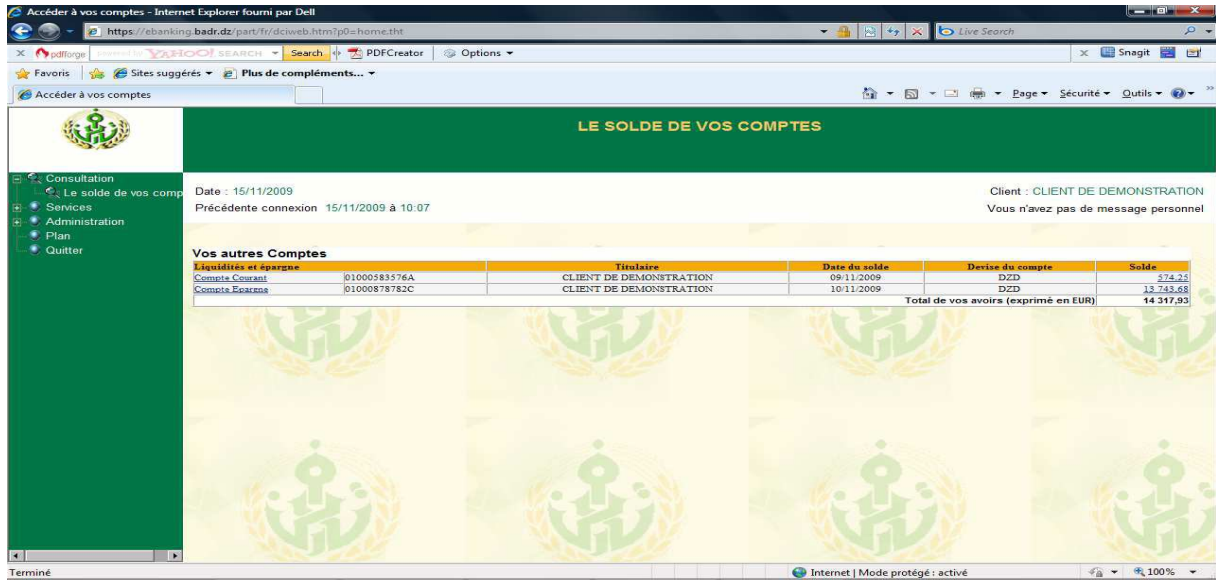 Accéder à vos comptes - Internet Explorer fourni par Dell
https://ebanking.badr.dz/part/fr/dciweb.htm?p0=home.tht
Live Search
pdfforge YAHOO! SEARCH Search PDFCreator Options Snagit
Favoris Sites suggérés Plus de compléments...
Accéder à vos comptes Page Sécurité Outils
LE SOLDE DE VOS COMPTES
Consultation
Le solde de vos comp
Services
Administration
Plan
Quitter
Date : 15/11/2009 Client : CLIENT DE DEMONSTRATION
Précédente connexion 15/11/2009 à 10:07 Vous n'avez pas de message personnel
Vos autres Comptes
Liquidités et épargne Titulaire Date du solde Devise du compte Solde
Compte Courant 01000583576A CLIENT DE DEMONSTRATION 09/11/2009 DZD 574.25
Compte Epargne 01000878782C CLIENT DE DEMONSTRATION 10/11/2009 DZD 13 743.68
Total de vos avoirs (exprimé en EUR) 14 317,93
Terminé Internet | Mode protégé : activé 100%